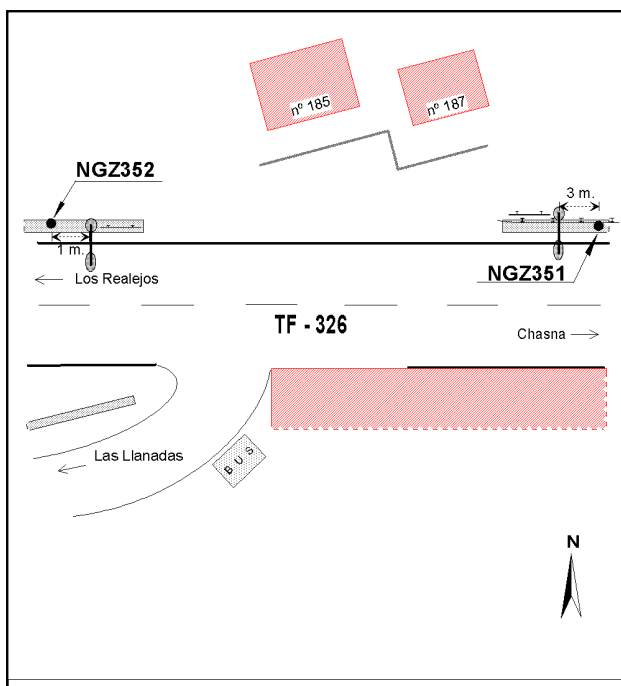 nº 185
nº 187
NGZ352
3 m.
1 m.
NGZ351
Los Realejos
TF - 326
Chasna
Las Llanadas
BUS
N